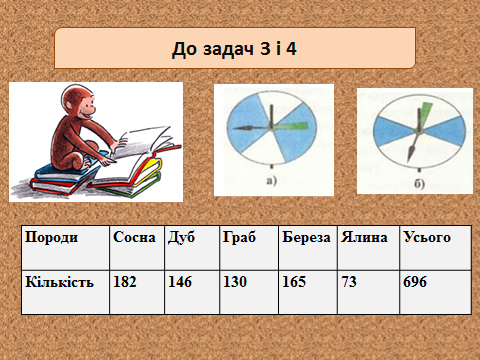 До задач 3 і 4
а)
б)
Породи Сосна Дуб Граб Береза Ялина Усього
Кількість 182 146 130 165 73 696